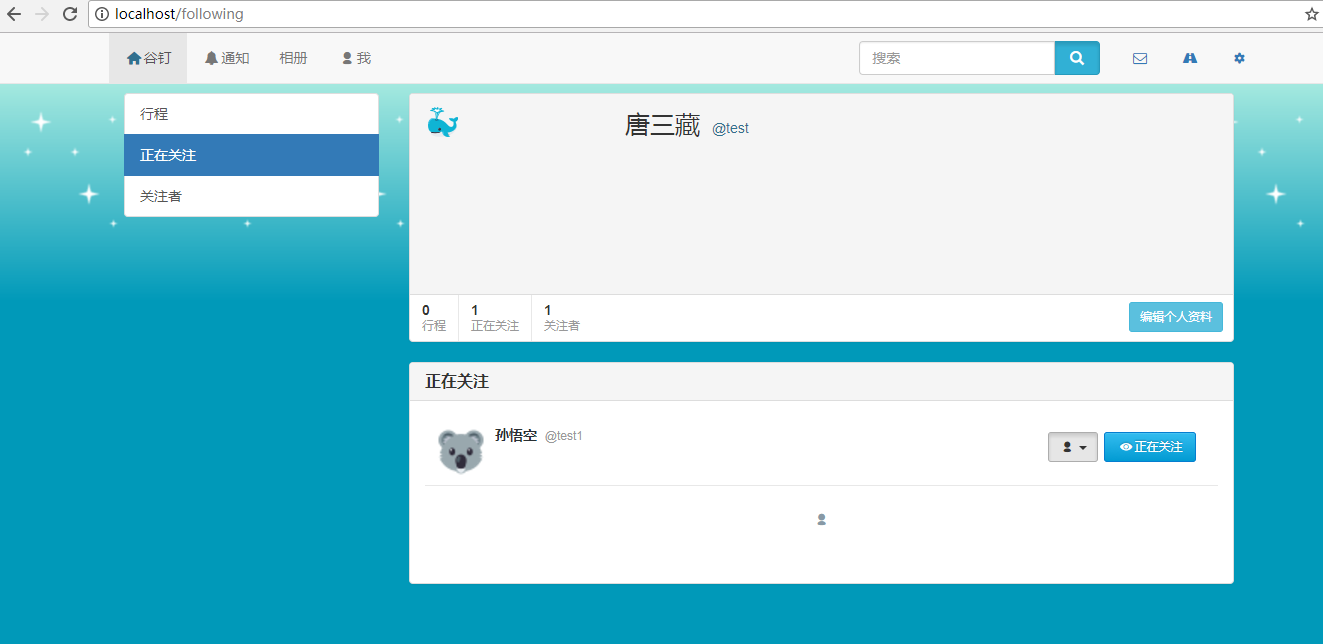 localhost/following
谷钉 通知 相册 我 搜索
行程
正在关注
关注者
唐三藏 @test
0 1 1
行程 正在关注 关注者 编辑个人资料
正在关注
孙悟空 @test1 正在关注